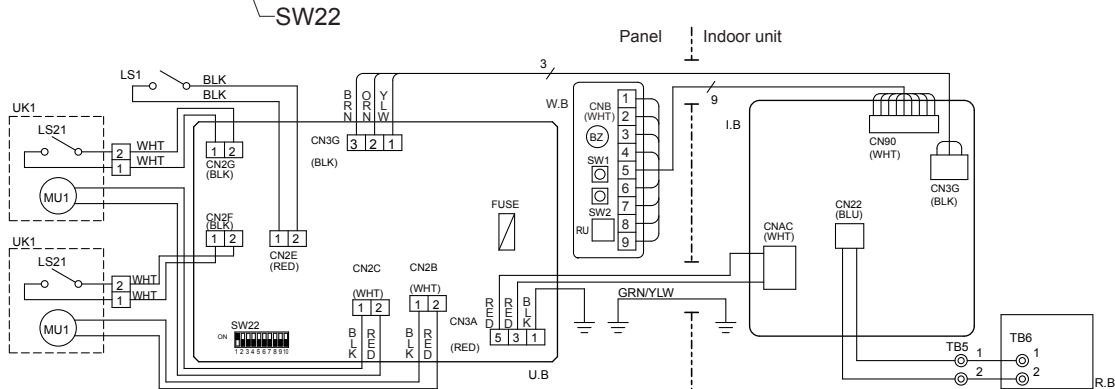 SW22
Panel
Indoor unit
LS1
BLK
BLK
BRN
ORN
YLW
3
9
UK1
LS21
2
1
WHT
WHT
MU1
1 2
CN2G
(BLK)
CN3G
(BLK)
3 2 1
W.B
CNB
(WHT)
BZ
SW1
SW2
RU
1
2
3
4
5
6
7
8
9
I.B
CN90
(WHT)
CN3G
(BLK)
CN22
(BLU)
CNAC
(WHT)
FUSE
CN2F
(BLK)
1 2
1 2
CN2E
(RED)
UK1
LS21
2
1
WHT
WHT
MU1
CN2C
(WHT)
1 2
CN2B
(WHT)
1 2
BLK
RED
BLK
RED
CN3A
(RED)
RED
RED
BLK
5 3 1
GRN/YLW
SW22
ON
1 2 3 4 5 6 7 8 9 10
U.B
TB5
1
2
TB6
1
2
R.B